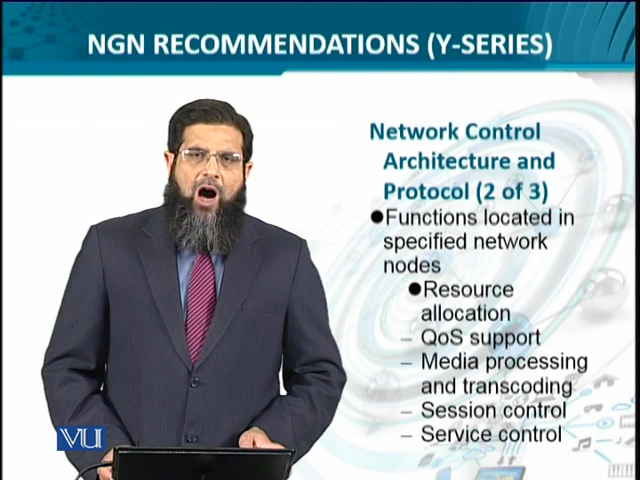 NGN RECOMMENDATIONS (Y-SERIES)
Network Control
Architecture and
Protocol (2 of 3)
●Functions located in
specified network
nodes
●Resource
allocation
– QoS support
– Media processing
and transcoding
– Session control
– Service control
VU